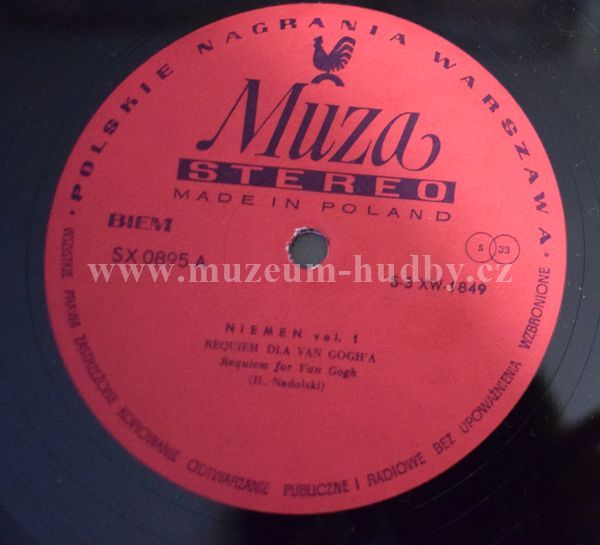 • POLSKIE NAGRANIA WARSZAWA •
Muza
STEREO
MADE IN POLAND
BIEM
SX 0895 A
S 33
S-3 XW-1849
www.muzeum-hudby.cz
NIEMEN vol. 1
REQUIEM DLA VAN GOGH'A
Requiem for Van Gogh
(H. Nadolski)
WSZELKIE PRAWA ZASTRZEŻONE KOPIOWANIE ODTWARZANIE PUBLICZNE I RADIOWE BEZ UPOWAŻNIENIA WZBRONIONE